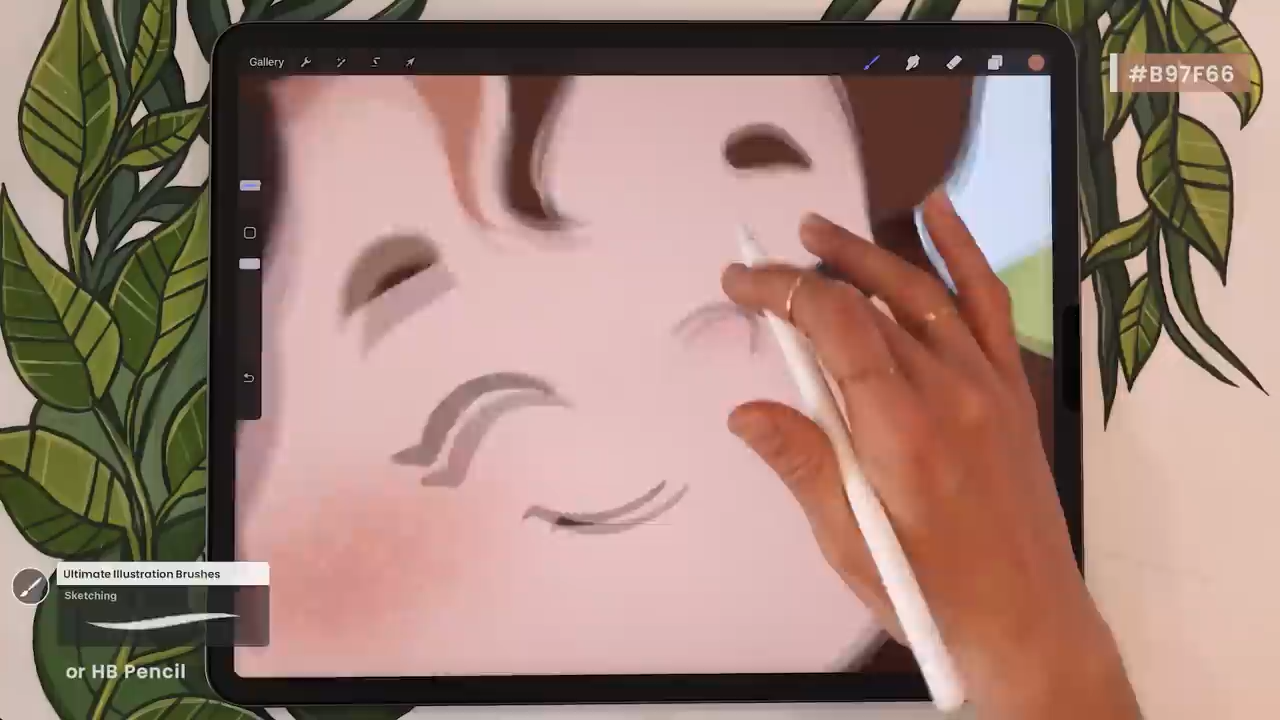 Gallery
#B97F66
Ultimate Illustration Brushes
Sketching
or HB Pencil